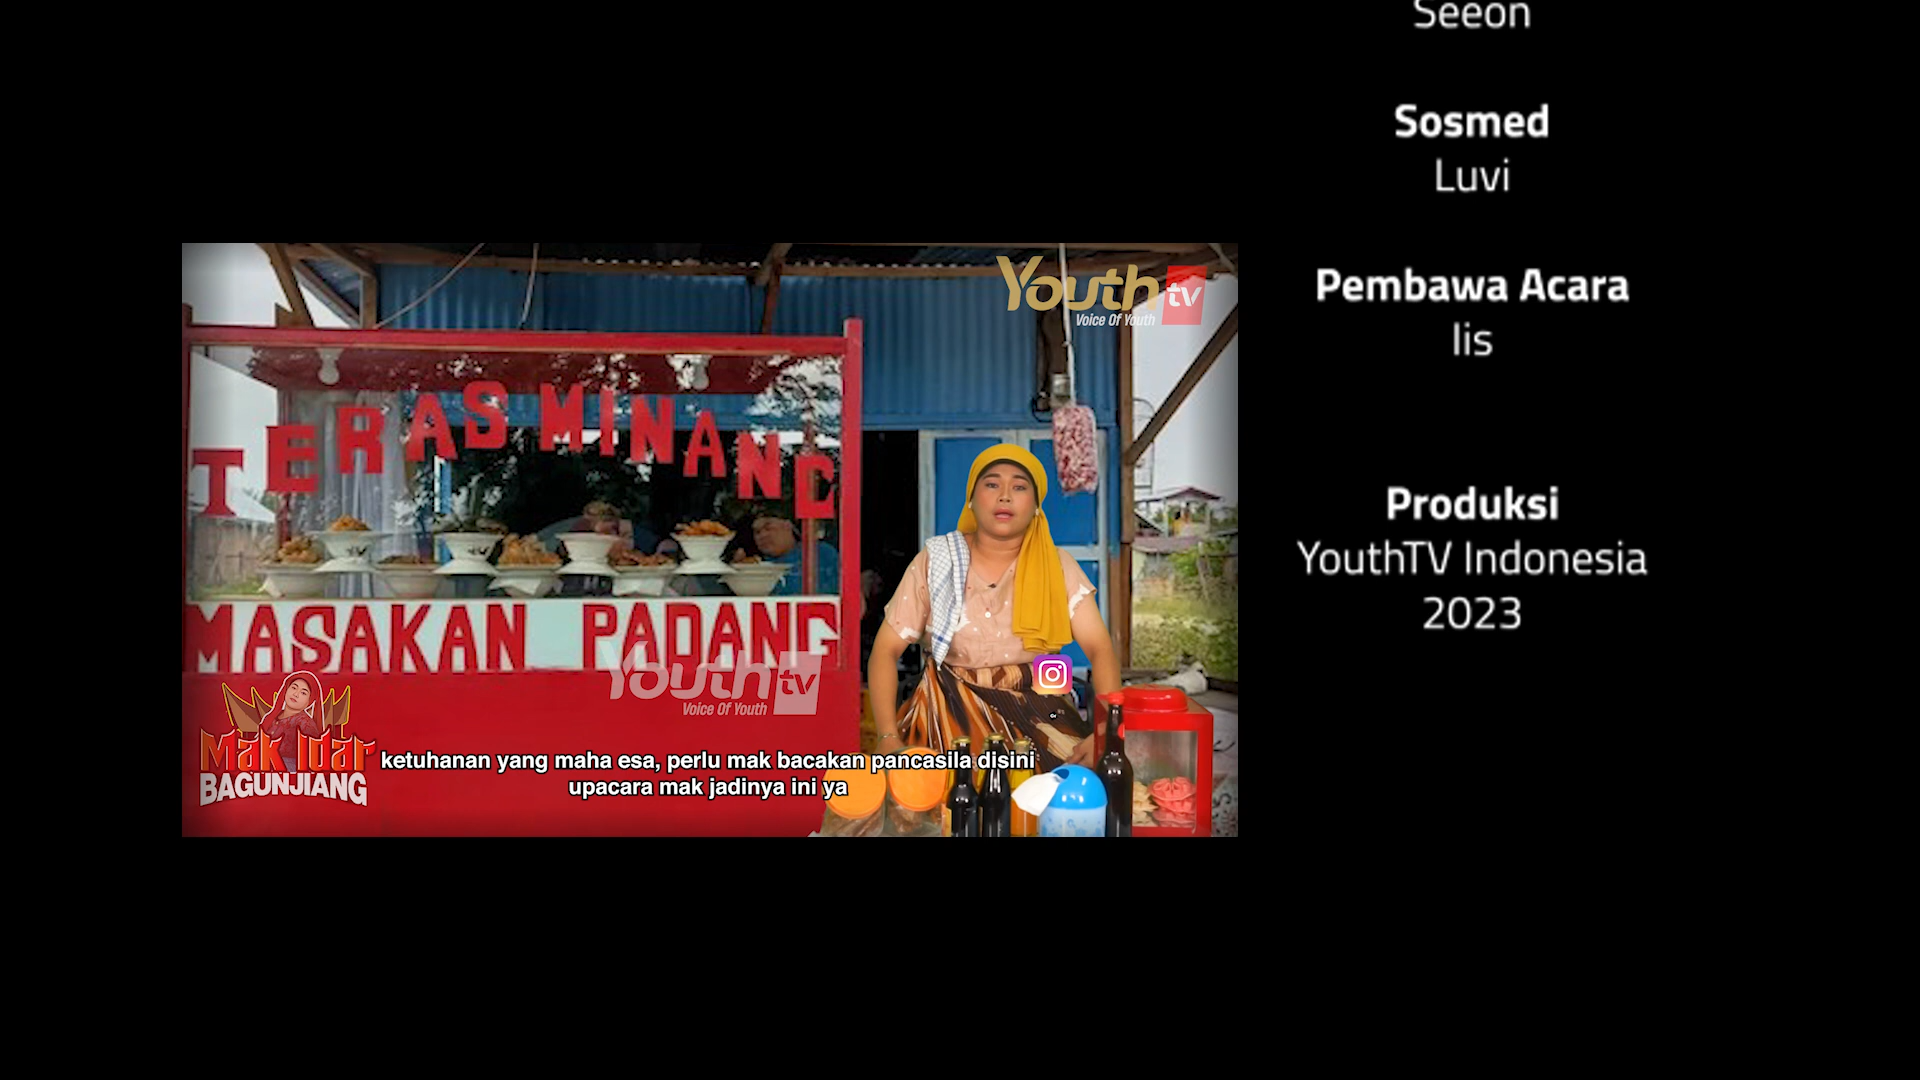 Seeon
Sosmed
Luvi
Pembawa Acara
Iis
Produksi
YouthTV Indonesia
2023
Youth tv
Voice Of Youth
TERAS MINANG
MASAKAN PADANG
Youth tv
Voice Of Youth
Mak Idar
BAGUNJIANG
ketuhanan yang maha esa, perlu mak bacakan pancasila disini
upacara mak jadinya ini ya